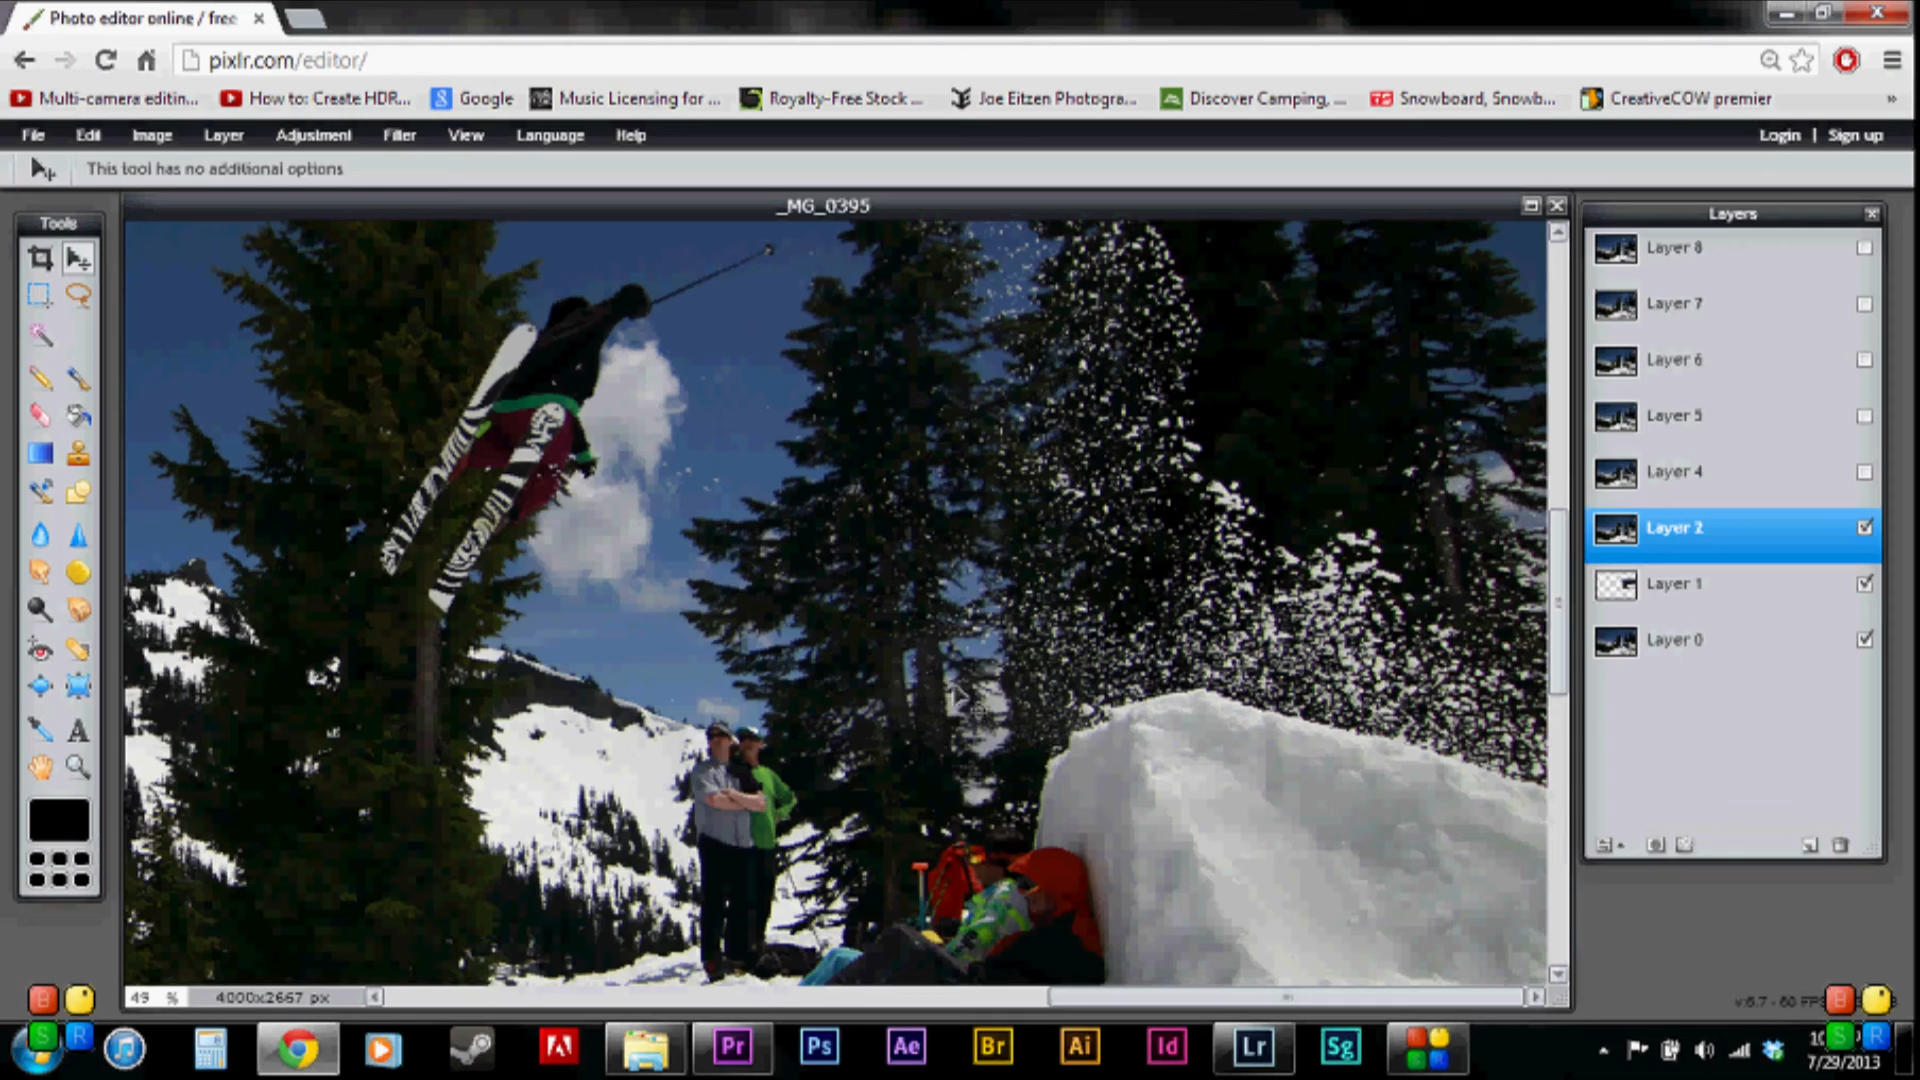 Photo editor online / free
pixlr.com/editor/
Multi-camera editin...
How to: Create HDR...
Google
Music Licensing for ...
Royalty-Free Stock ...
Joe Eitzen Photogra...
Discover Camping, ...
Snowboard, Snowb...
CreativeCOW premier
»
File Edit Image Layer Adjustment Filter View Language Help
Login | Sign up
This tool has no additional options
Tools
_MG_0395
Layers
Layer 8
Layer 7
Layer 6
Layer 5
Layer 4
Layer 2
Layer 1
Layer 0
A
49 % 4000x2667 px
B
S R
B
S R
Pr Ps Ae Br Ai Id Lr Sg
7/29/2013